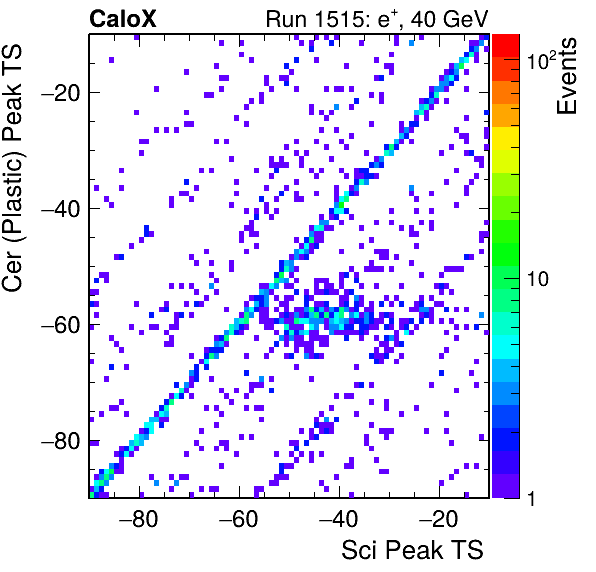 CaloX Run 1515: e⁺, 40 GeV
Cer (Plastic) Peak TS
−20
−40
−60
−80
−80 −60 −40 −20
Sci Peak TS
Events
10²
10
1